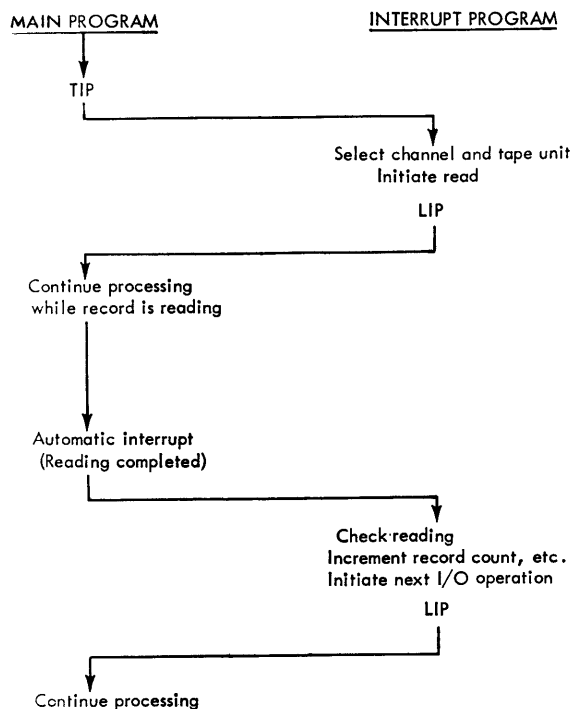 MAIN PROGRAM
INTERRUPT PROGRAM
TIP
Select channel and tape unit
Initiate read
LIP
Continue processing
while record is reading
Automatic interrupt
(Reading completed)
Check reading
Increment record count, etc.
Initiate next I/O operation
LIP
Continue processing